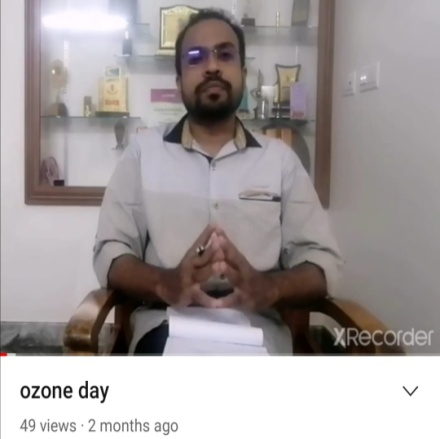 XRecorder
ozone day
49 views · 2 months ago